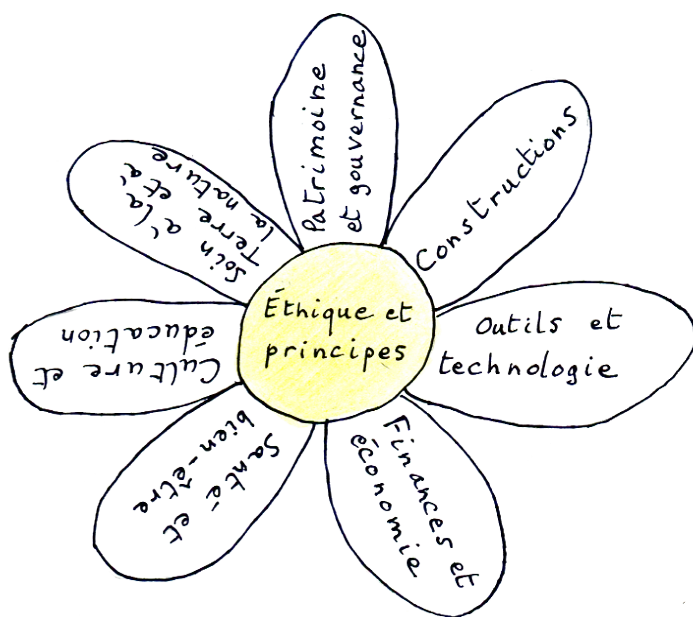 Patrimoine
et gouvernance
Constructions
Outils et
technologie
Finances et
économie
Santé et
bien-être
Culture et
éducation
Soin à la
Terre et à
la nature
Éthique et
principes